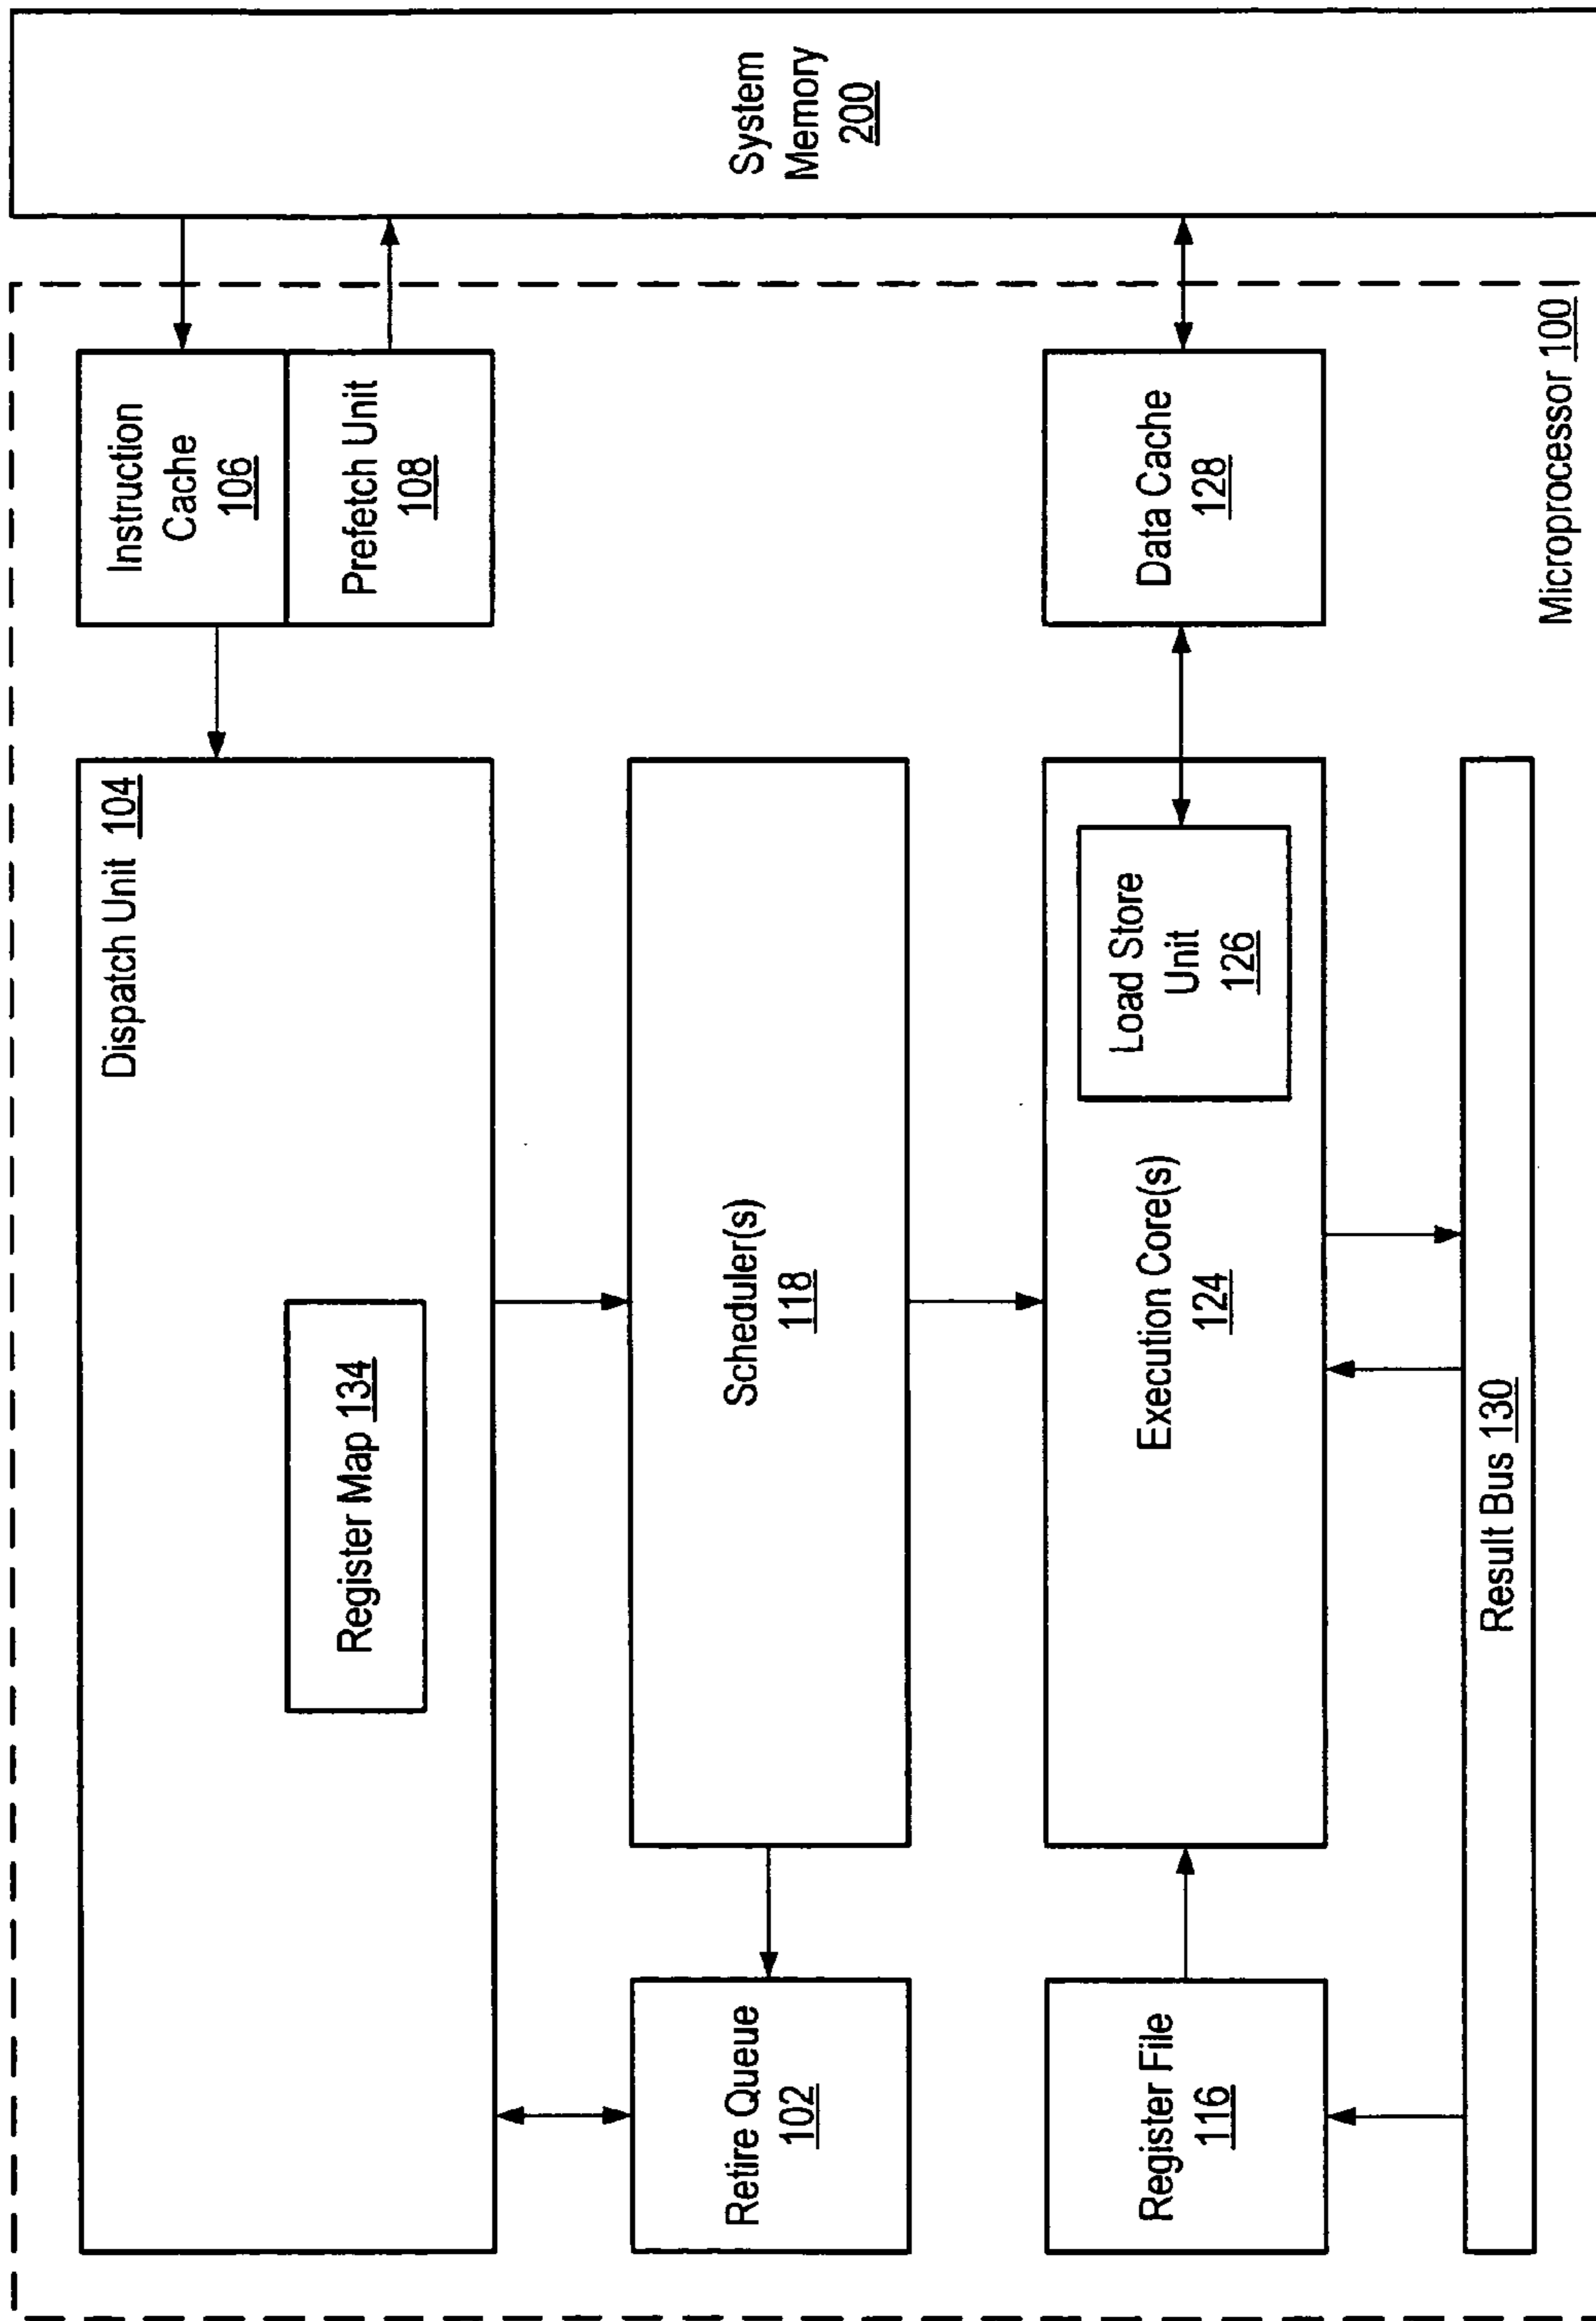 System
Memory
200
Instruction
Cache
106
Prefetch Unit
108
Data Cache
128
Microprocessor 100
Dispatch Unit 104
Register Map 134
Scheduler(s)
118
Load Store
Unit
126
Execution Core(s)
124
Result Bus 130
Retire Queue
102
Register File
116